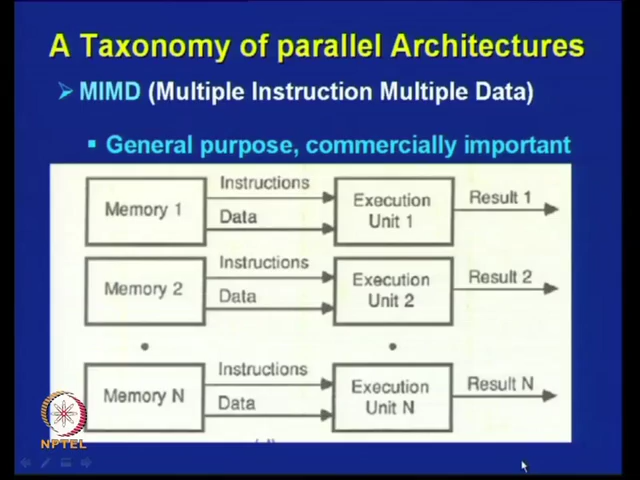 A Taxonomy of parallel Architectures
MIMD (Multiple Instruction Multiple Data)
General purpose, commercially important
Memory 1
Instructions
Data
Execution
Unit 1
Result 1
Memory 2
Instructions
Data
Execution
Unit 2
Result 2
Memory N
Instructions
Data
Execution
Unit N
Result N
NPTEL